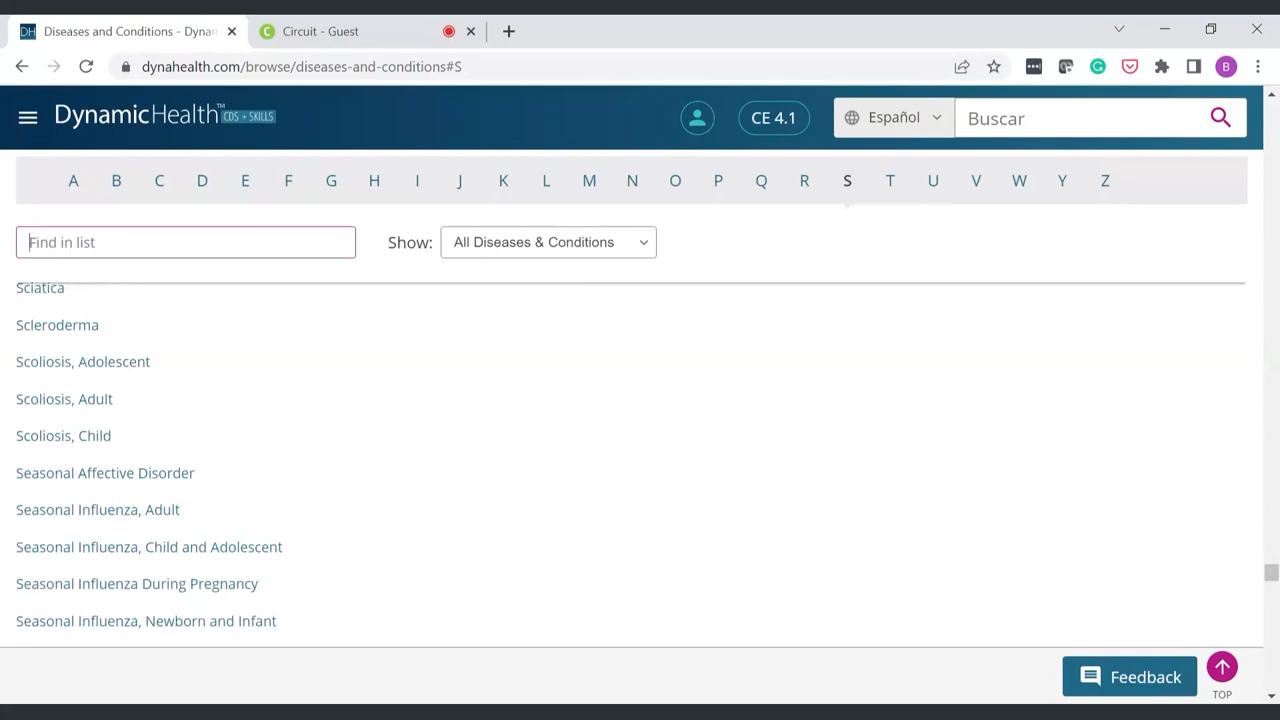 Diseases and Conditions - Dynam
Circuit - Guest
dynahealth.com/browse/diseases-and-conditions#S
B
DynamicHealth™ CDS + SKILLS
CE 4.1
Español
Buscar
A B C D E F G H I J K L M N O P Q R S T U V W Y Z
Find in list
Show:
All Diseases & Conditions
Sciatica
Scleroderma
Scoliosis, Adolescent
Scoliosis, Adult
Scoliosis, Child
Seasonal Affective Disorder
Seasonal Influenza, Adult
Seasonal Influenza, Child and Adolescent
Seasonal Influenza During Pregnancy
Seasonal Influenza, Newborn and Infant
Feedback
TOP